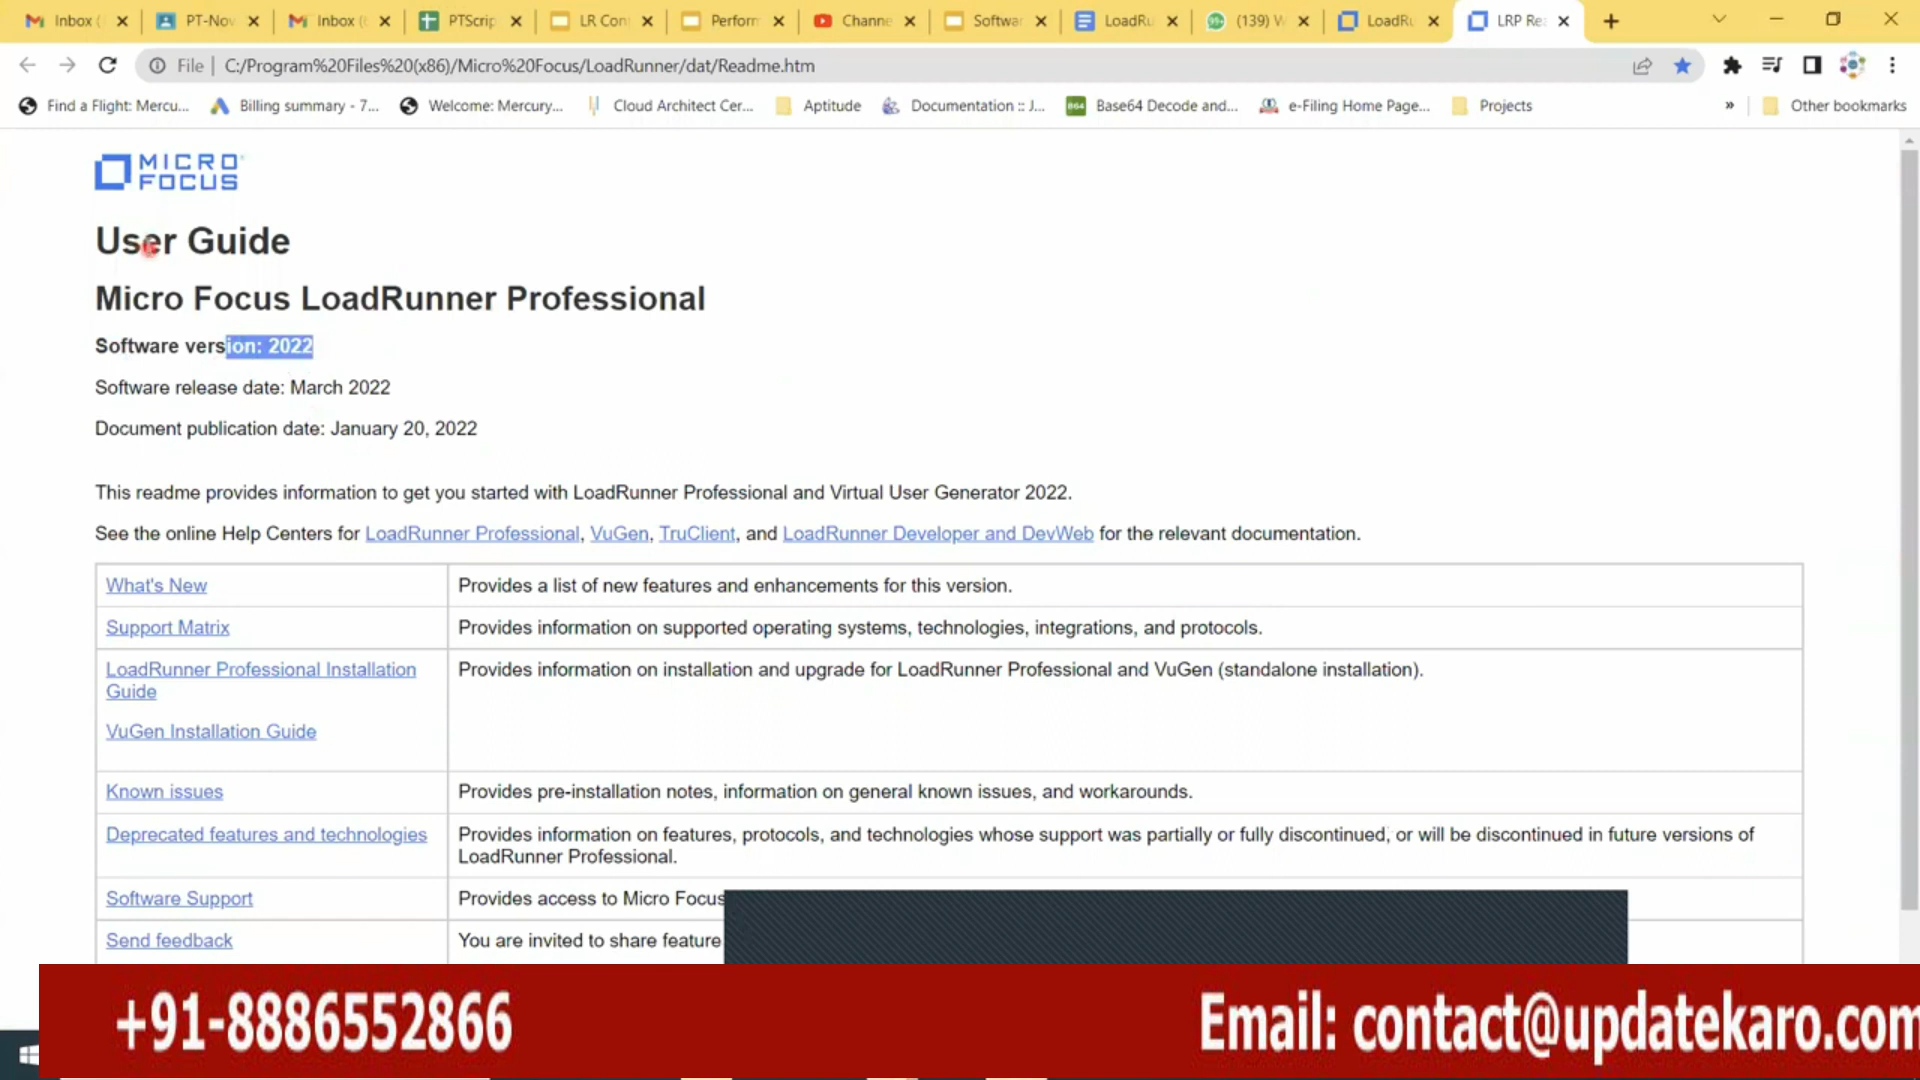 Inbox (
PT-Nov
Inbox (
PTScrip
LR Con
Perform
Channe
Softwar
LoadRu
(139) W
LoadRu
LRP Re
File
C:/Program%20Files%20(x86)/Micro%20Focus/LoadRunner/dat/Readme.htm
Find a Flight: Mercu...
Billing summary - 7...
Welcome: Mercury...
Cloud Architect Cer...
Aptitude
Documentation :: J...
Base64 Decode and...
e-Filing Home Page...
Projects
»
Other bookmarks
MICRO
FOCUS
User Guide
Micro Focus LoadRunner Professional
Software version: 2022
Software release date: March 2022
Document publication date: January 20, 2022
This readme provides information to get you started with LoadRunner Professional and Virtual User Generator 2022.
See the online Help Centers for LoadRunner Professional, VuGen, TruClient, and LoadRunner Developer and DevWeb for the relevant documentation.
What's New
Provides a list of new features and enhancements for this version.
Support Matrix
Provides information on supported operating systems, technologies, integrations, and protocols.
LoadRunner Professional Installation
Guide
VuGen Installation Guide
Provides information on installation and upgrade for LoadRunner Professional and VuGen (standalone installation).
Known issues
Provides pre-installation notes, information on general known issues, and workarounds.
Deprecated features and technologies
Provides information on features, protocols, and technologies whose support was partially or fully discontinued, or will be discontinued in future versions of
LoadRunner Professional.
Software Support
Provides access to Micro Focus
Send feedback
You are invited to share feature
+91-8886552866
Email: contact@updatekaro.com